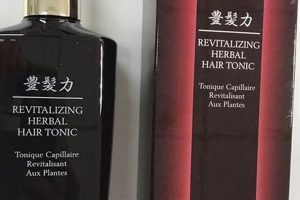 豐髮力
REVITALIZING
HERBAL
HAIR TONIC
Tonique Capillaire
Revitalisant
Aux Plantes
豐髮力
REVITALIZING
HERBAL
HAIR TONIC
Tonique Capillaire
Revitalisant
Aux Plantes